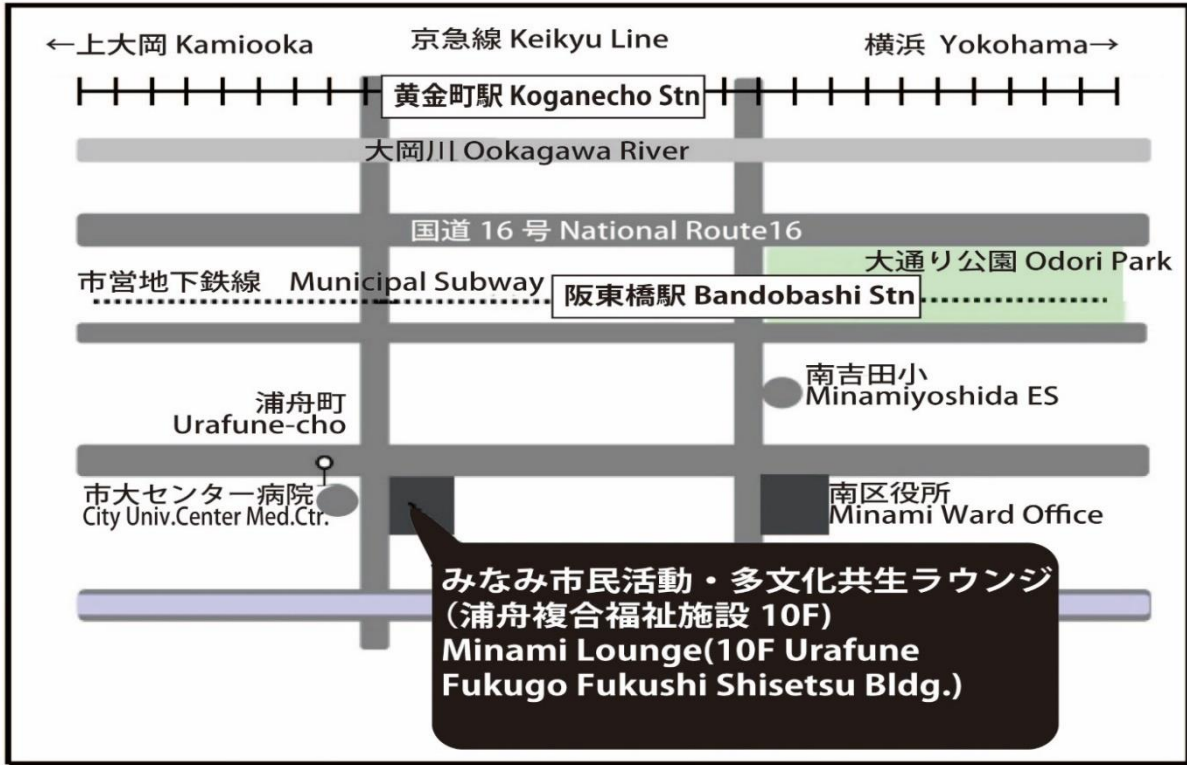 ←上大岡 Kamiooka
京急線 Keikyu Line
横浜 Yokohama→
黄金町駅 Koganecho Stn
大岡川 Ookagawa River
国道 16 号 National Route16
大通り公園 Odori Park
市営地下鉄線 Municipal Subway
阪東橋駅 Bandobashi Stn
南吉田小
Minamiyoshida ES
浦舟町
Urafune-cho
市大センター病院
City Univ.Center Med.Ctr.
南区役所
Minami Ward Office
みなみ市民活動・多文化共生ラウンジ
(浦舟複合福祉施設 10F)
Minami Lounge(10F Urafune
Fukugo Fukushi Shisetsu Bldg.)